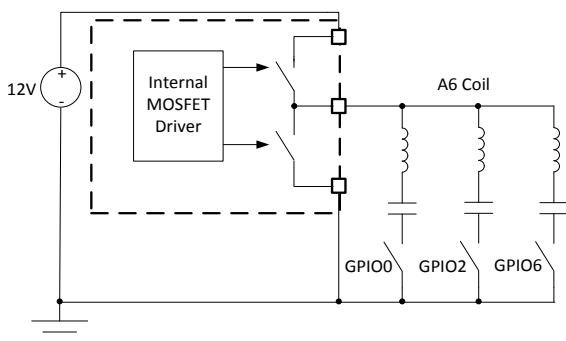 12V
+
-
Internal
MOSFET
Driver
A6 Coil
GPIO0
GPIO2
GPIO6